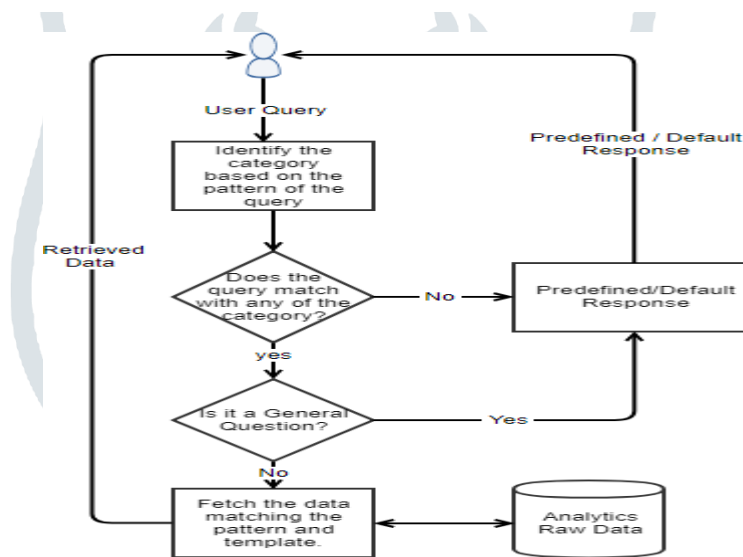 User Query
Identify the
category
based on the
pattern of the
query
Predefined / Default
Response
Retrieved
Data
Does the
query match
with any of the
category?
No
Predefined/Default
Response
yes
Is it a General
Question?
Yes
No
Fetch the data
matching the
pattern and
template.
Analytics
Raw Data